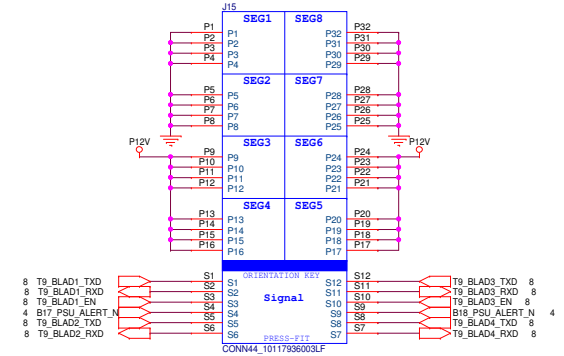 J15
SEG1 SEG8
P1 P1 P32 P32
P2 P2 P31 P31
P3 P3 P30 P30
P4 P4 P29 P29
SEG2 SEG7
P5 P5 P28 P28
P6 P6 P27 P27
P7 P7 P26 P26
P8 P8 P25 P25
P12V SEG3 SEG6 P12V
P9 P9 P24 P24
P10 P10 P23 P23
P11 P11 P22 P22
P12 P12 P21 P21
SEG4 SEG5
P13 P13 P20 P20
P14 P14 P19 P19
P15 P15 P18 P18
P16 P16 P17 P17
ORIENTATION KEY
8 T9_BLAD1_TXD S1 S1 S12 S12 T9_BLAD3_TXD 8
8 T9_BLAD1_RXD S2 S2 S11 S11 T9_BLAD3_RXD 8
8 T9_BLAD1_EN S3 S3 Signal S10 S10 T9_BLAD3_EN 8
4 B17_PSU_ALERT_N S4 S4 S9 S9 B18_PSU_ALERT_N 4
8 T9_BLAD2_TXD S5 S5 S8 S8 T9_BLAD4_TXD 8
8 T9_BLAD2_RXD S6 S6 S7 S7 T9_BLAD4_RXD 8
PRESS-FIT
CONN44_10117936003LF